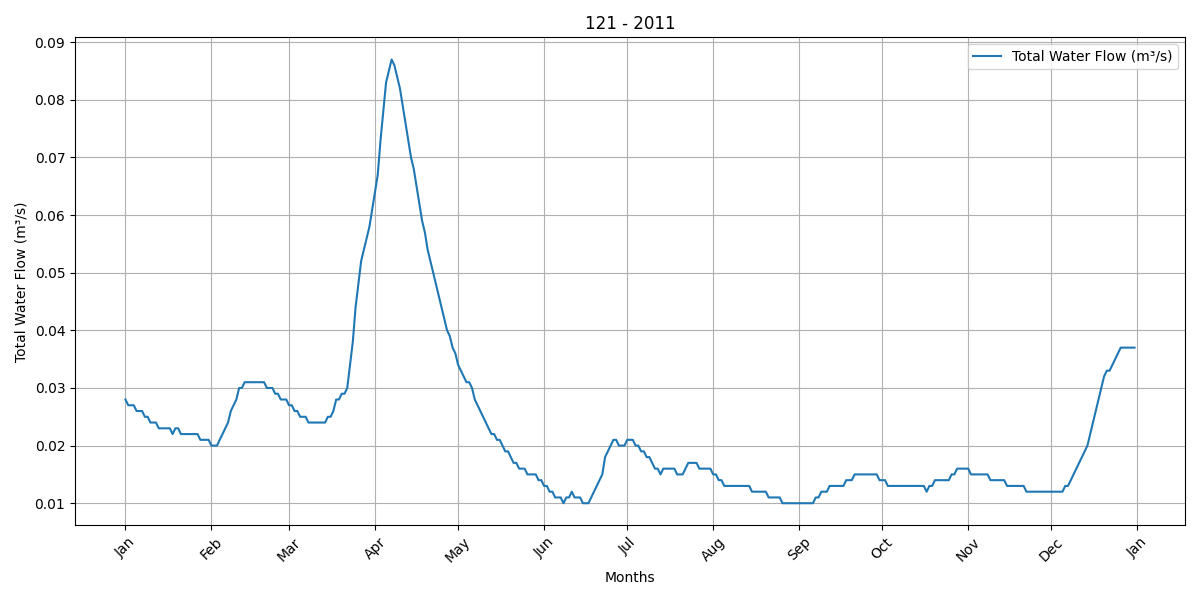 121 - 2011
Total Water Flow (m³/s)
Total Water Flow (m³/s)
0.09
0.08
0.07
0.06
0.05
0.04
0.03
0.02
0.01
Jan
Feb
Mar
Apr
May
Jun
Jul
Aug
Sep
Oct
Nov
Dec
Jan
Months